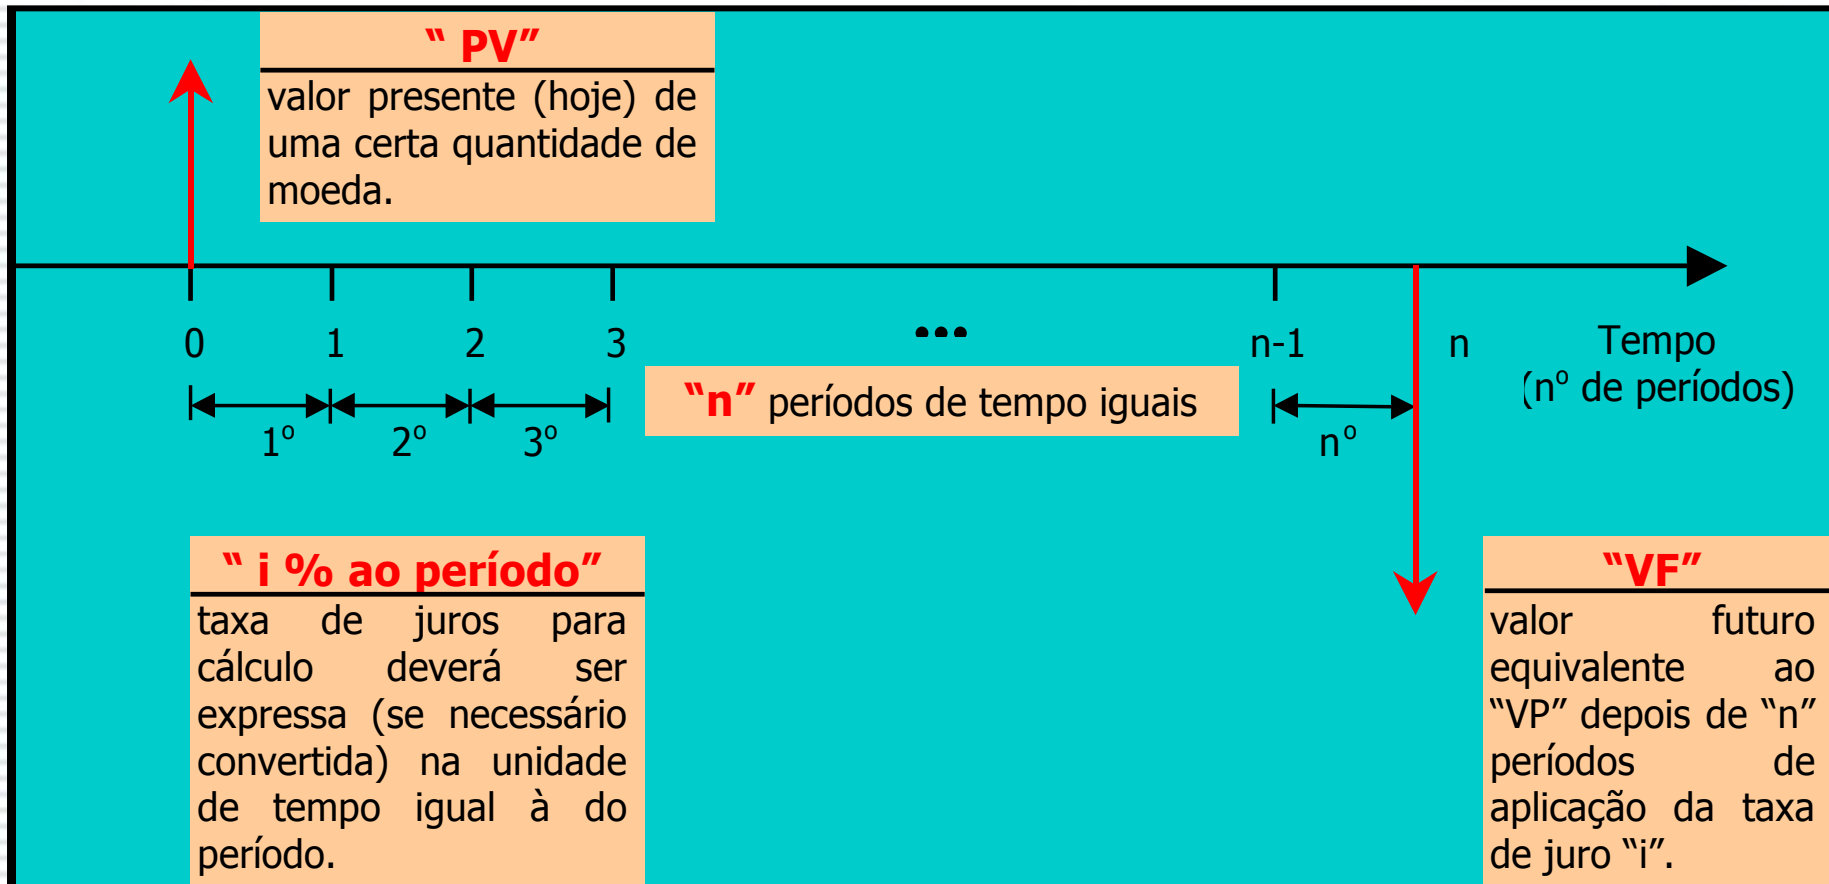 “ PV”
valor presente (hoje) de
uma certa quantidade de
moeda.
0 1 2 3 ••• n-1 n Tempo
(nº de períodos)
“n” períodos de tempo iguais
1º 2º 3º nº
“ i % ao período”
taxa de juros para
cálculo deverá ser
expressa (se necessário
convertida) na unidade
de tempo igual à do
período.
“VF”
valor futuro
equivalente ao
“VP” depois de “n”
períodos de
aplicação da taxa
de juro “i”.